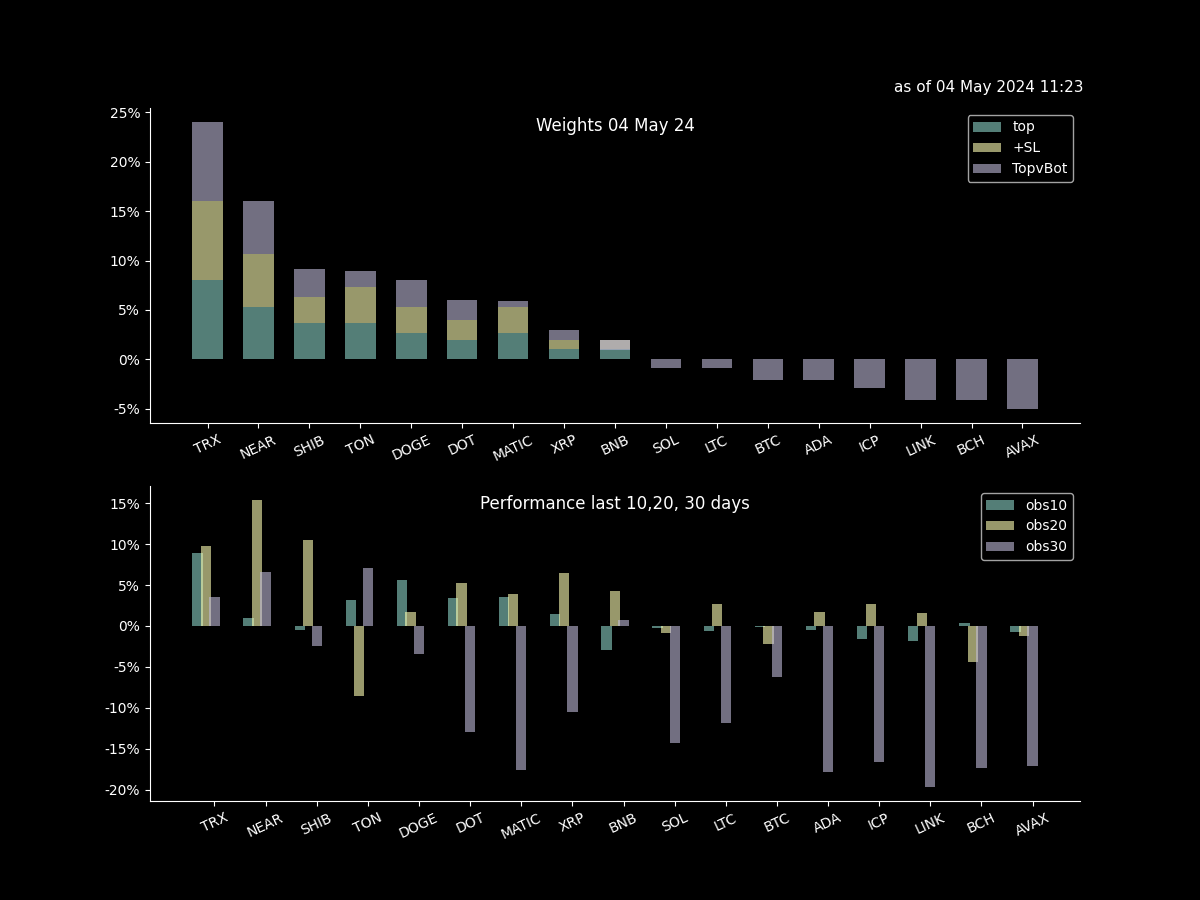 as of 04 May 2024 11:23
Weights 04 May 24
top
+SL
TopvBot
25%
20%
15%
10%
5%
0%
-5%
TRX NEAR SHIB TON DOGE DOT MATIC XRP BNB SOL LTC BTC ADA ICP LINK BCH AVAX
Performance last 10,20, 30 days
obs10
obs20
obs30
15%
10%
5%
0%
-5%
-10%
-15%
-20%
TRX NEAR SHIB TON DOGE DOT MATIC XRP BNB SOL LTC BTC ADA ICP LINK BCH AVAX